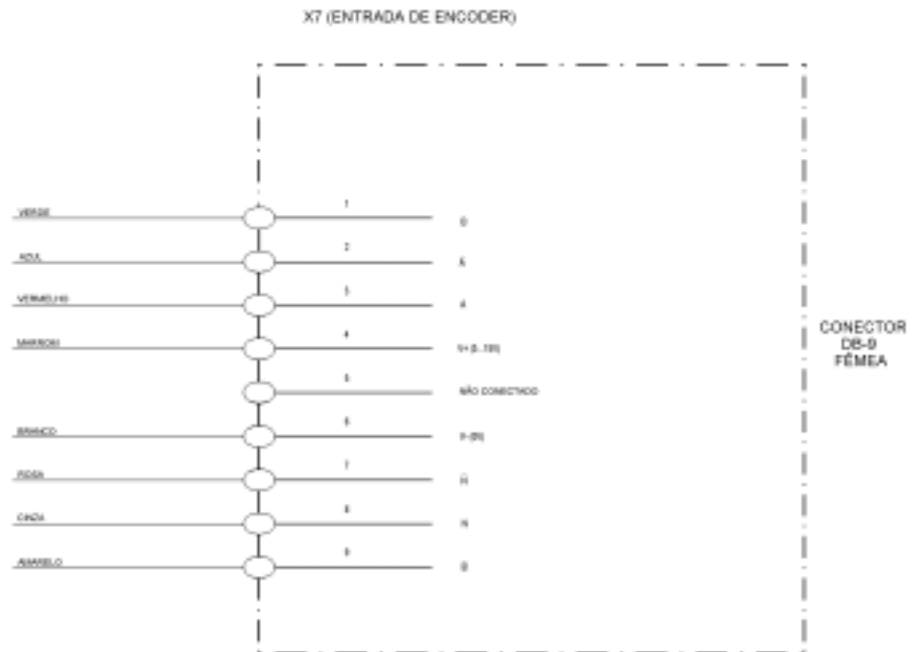 X7 (ENTRADA DE ENCODER)
VERDE 1
AZUL 2
VERMELHO 3 A
MARROM 4
5 NÃO CONECTADO
BRANCO 6
ROSA 7
CINZA 8 N
AMARELO 9 B
CONECTOR
DB-9
FÊMEA